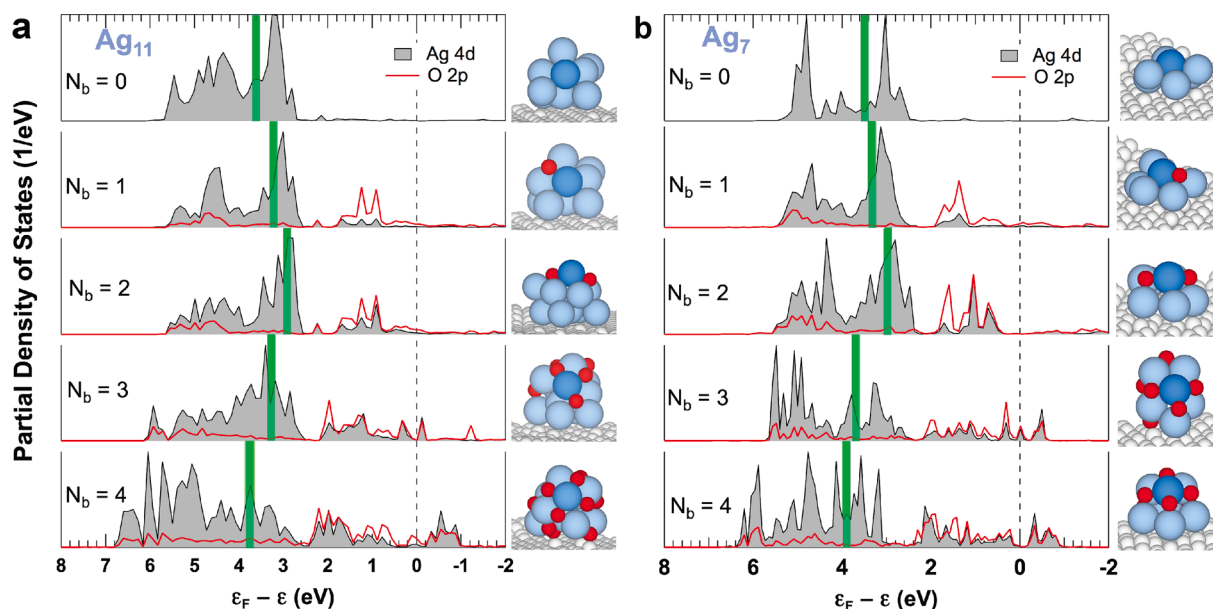 a
Ag11
Ag 4d
O 2p
Nb = 0
Nb = 1
Nb = 2
Nb = 3
Nb = 4
Partial Density of States (1/eV)
8 6 5 4 3 2 1 0 -1 -2
εF − ε (eV)
b
Ag7
Ag 4d
O 2p
Nb = 0
Nb = 1
Nb = 2
Nb = 3
Nb = 4
8 6 4 2 0 -2
εF − ε (eV)